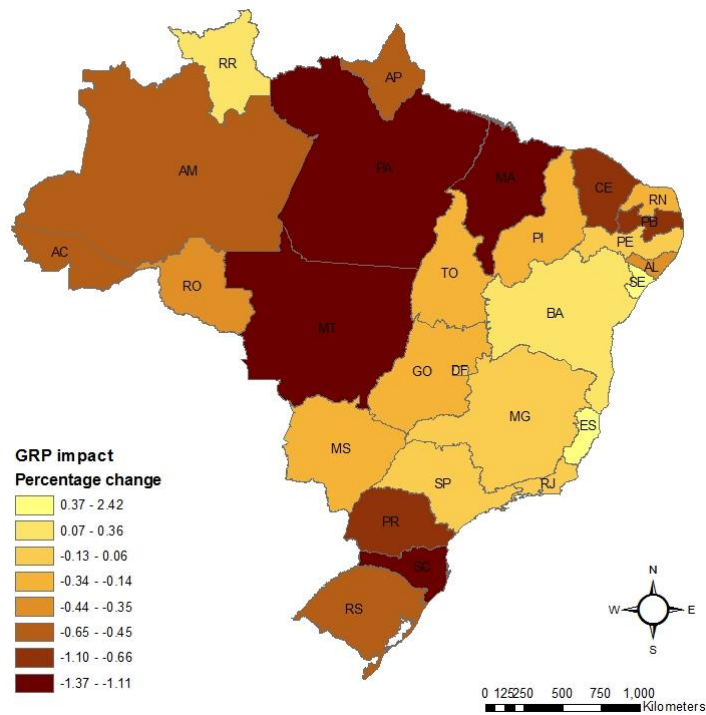 RR
AP
AM
PA
MA
CE
RN
PB
PI
PE
AC
AL
TO
RO
SE
BA
MT
GO
DF
MG
ES
MS
SP
RJ
PR
SC
RS
GRP impact
Percentage change
0.37 - 2.42
0.07 - 0.36
-0.13 - 0.06
-0.34 - -0.14
-0.44 - -0.35
-0.65 - -0.45
-1.10 - -0.66
-1.37 - -1.11
N
W E
S
0 125250 500 750 1,000
Kilometers